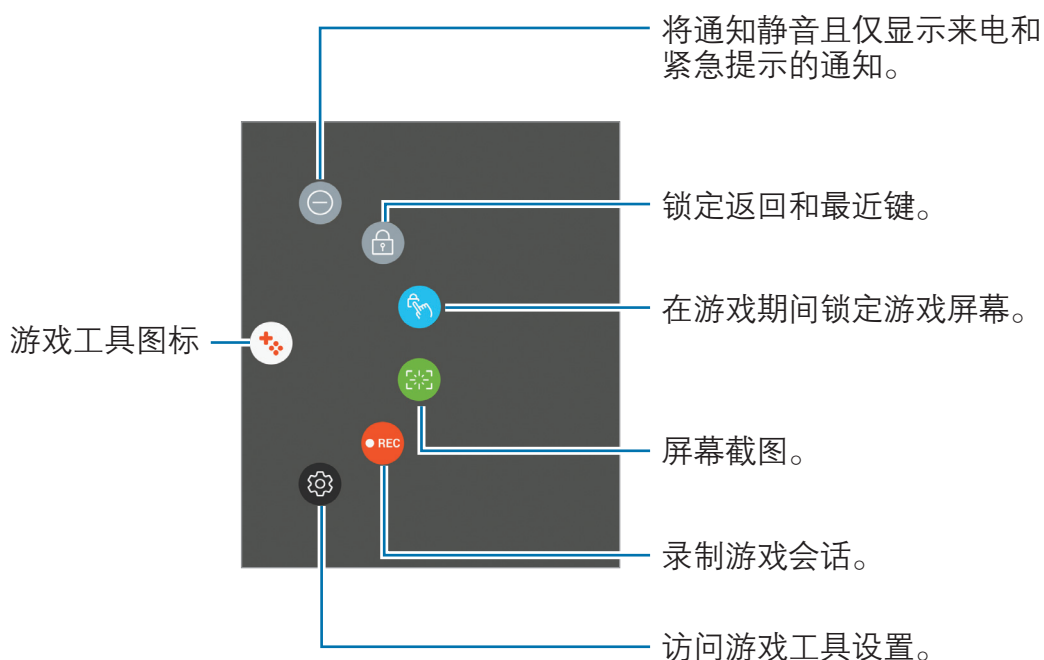 将通知静音且仅显示来电和
紧急提示的通知。
锁定返回和最近键。
在游戏期间锁定游戏屏幕。
游戏工具图标
屏幕截图。
REC
录制游戏会话。
访问游戏工具设置。